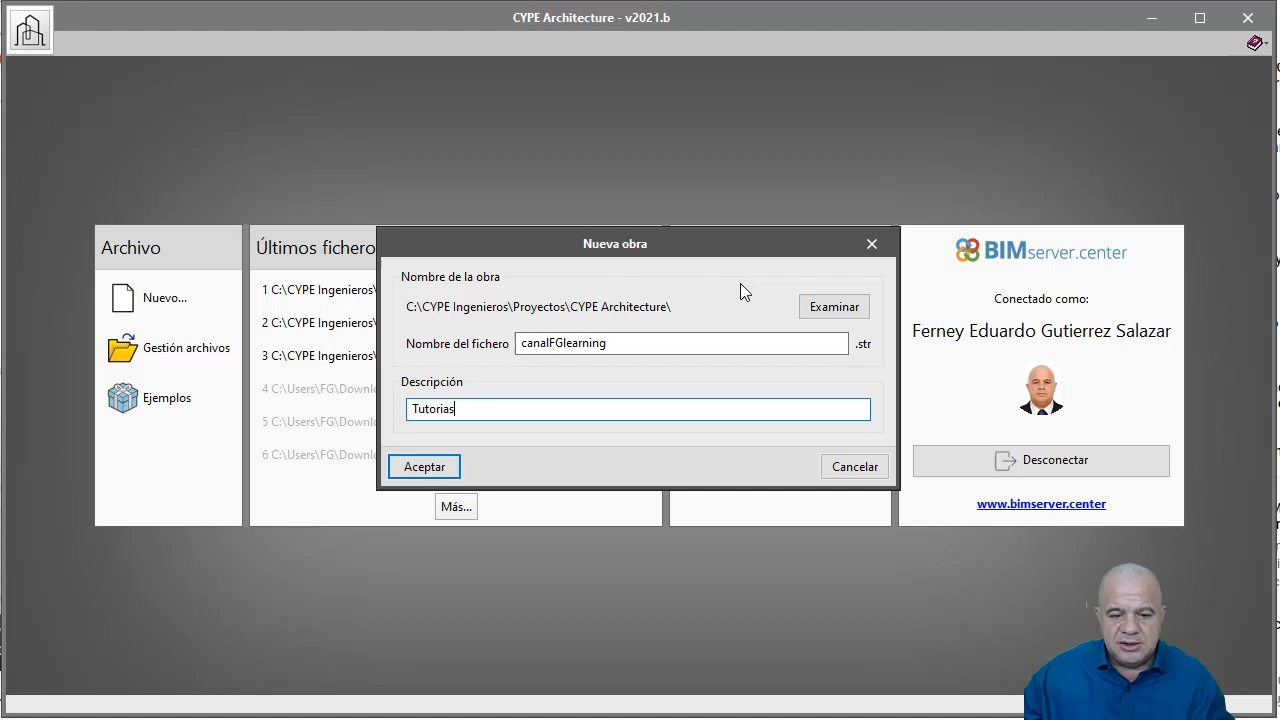 CYPE Architecture - v2021.b
Archivo
Nuevo...
Gestión archivos
Ejemplos
Últimos fichero
1 C:\CYPE Ingenieros\
2 C:\CYPE Ingenieros\
3 C:\CYPE Ingenieros\
4 C:\Users\FG\Downl
5 C:\Users\FG\Downl
6 C:\Users\FG\Downl
Más...
Nueva obra
Nombre de la obra
C:\CYPE Ingenieros\Proyectos\CYPE Architecture\
Examinar
Nombre del fichero canalFGlearning .str
Descripción
Tutorias
Aceptar
Cancelar
BIMserver.center
Conectado como:
Ferney Eduardo Gutierrez Salazar
Desconectar
www.bimserver.center